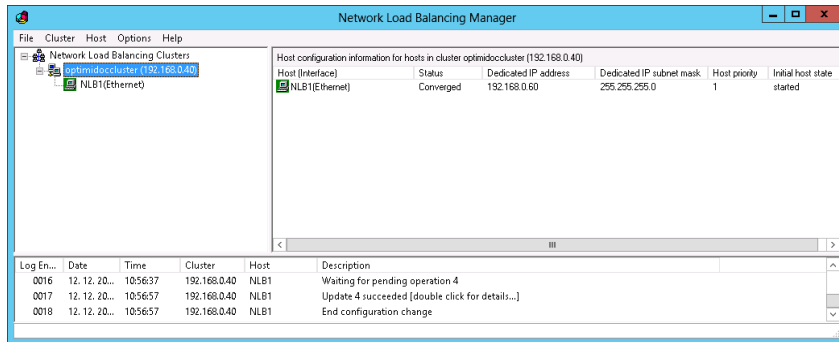 Network Load Balancing Manager
File Cluster Host Options Help
Network Load Balancing Clusters
optimidoccluster (192.168.0.40)
NLB1(Ethernet)
Host configuration information for hosts in cluster optimidoccluster (192.168.0.40)
Host (Interface) Status Dedicated IP address Dedicated IP subnet mask Host priority Initial host state
NLB1(Ethernet) Converged 192.168.0.60 255.255.255.0 1 started
Log En... Date Time Cluster Host Description
0016 12. 12. 20... 10:56:37 192.168.0.40 NLB1 Waiting for pending operation 4
0017 12. 12. 20... 10:56:57 192.168.0.40 NLB1 Update 4 succeeded [double click for details...]
0018 12. 12. 20... 10:56:57 192.168.0.40 NLB1 End configuration change